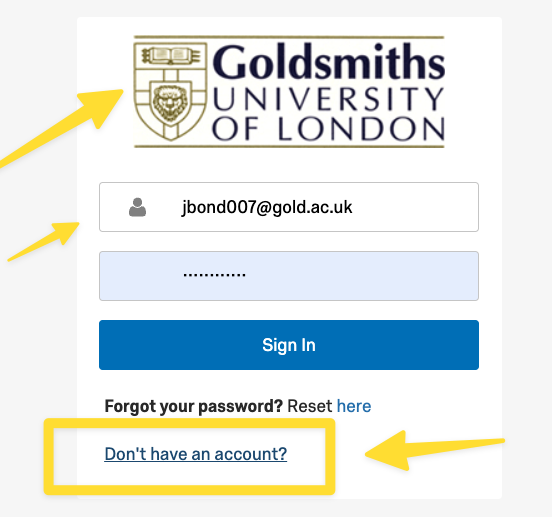 Goldsmiths
UNIVERSITY
OF LONDON
jbond007@gold.ac.uk
••••••••••••
Sign In
Forgot your password? Reset here
Don't have an account?